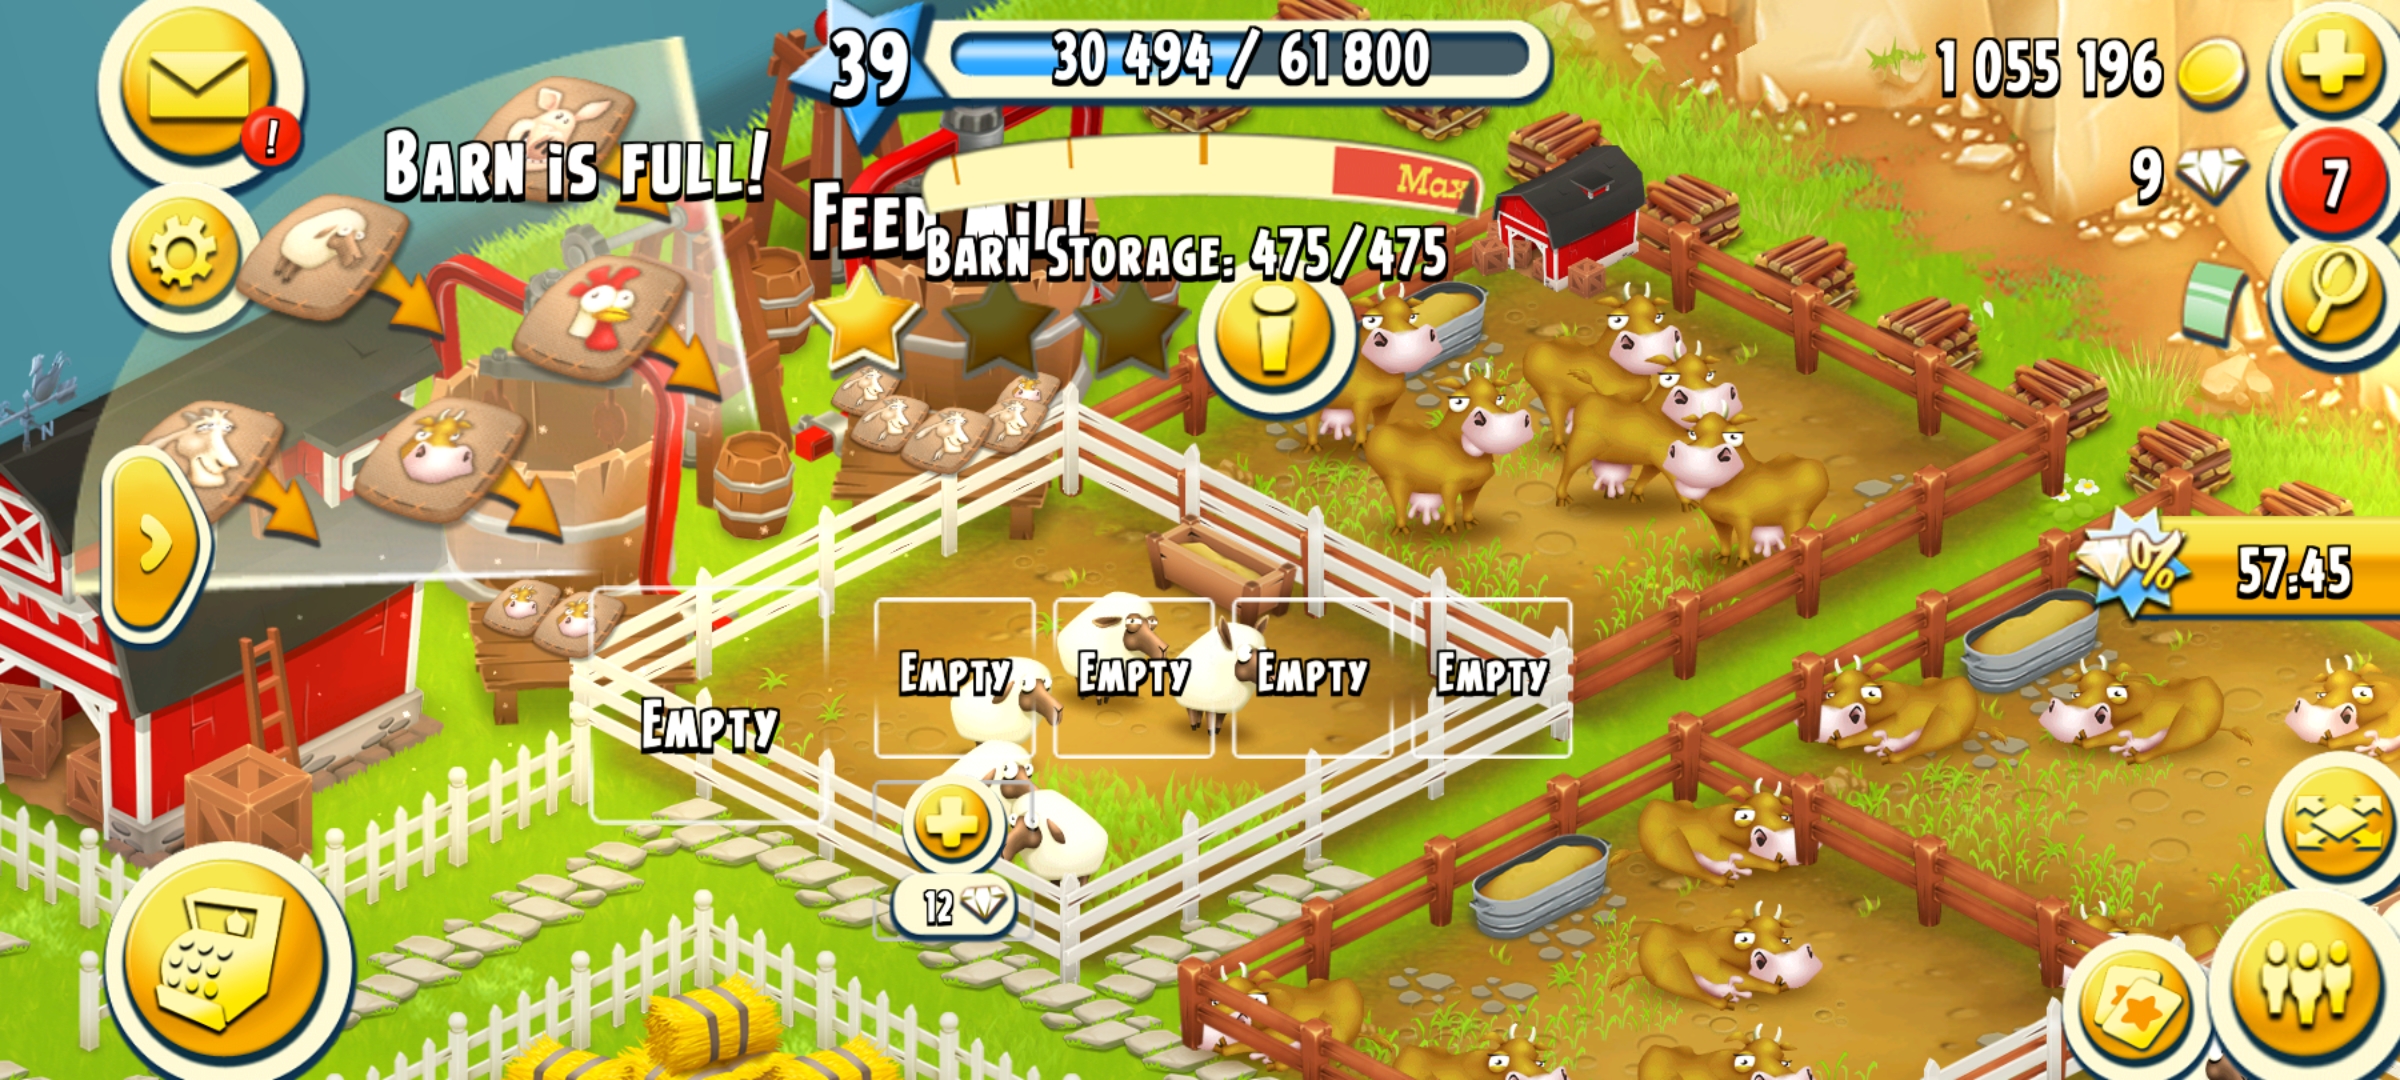 39
30 494 / 61 800
1 055 196
!
Barn is full!
Max
9
7
Feed Mill
Barn Storage: 475/475
N
%
57:45
Empty
Empty
Empty
Empty
Empty
12